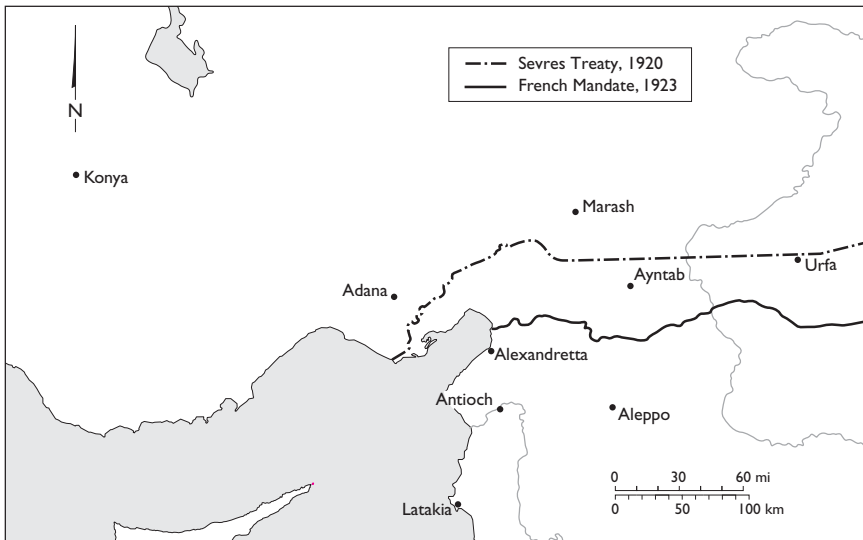 Sevres Treaty, 1920
French Mandate, 1923
N
Konya
Marash
Urfa
Ayntab
Adana
Alexandretta
Antioch
Aleppo
0 30 60 mi
0 50 100 km
Latakia